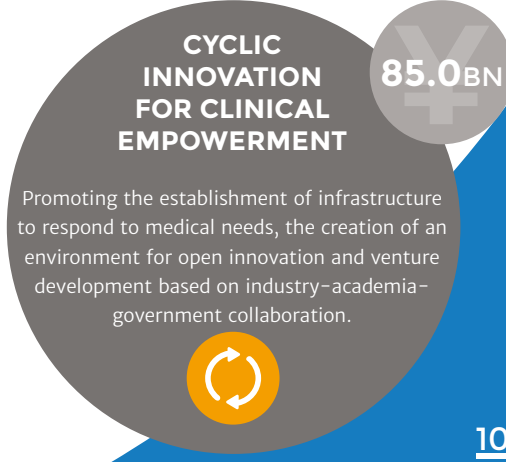 CYCLIC
INNOVATION
FOR CLINICAL
EMPOWERMENT
¥
85.0BN
Promoting the establishment of infrastructure
to respond to medical needs, the creation of an
environment for open innovation and venture
development based on industry-academia-
government collaboration.
10